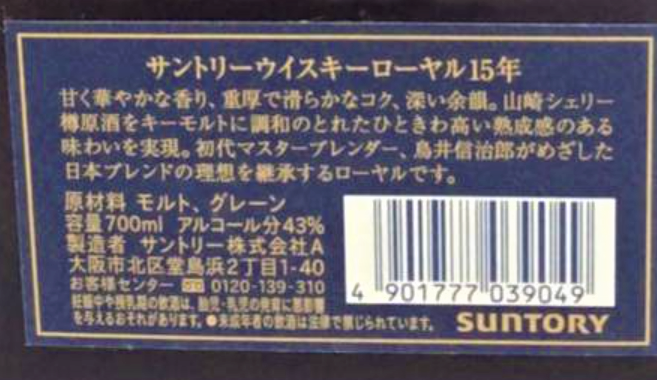 サントリーウイスキーローヤル15年
甘く華やかな香り、重厚で滑らかなコク、深い余韻。山崎シェリー
樽原酒をキーモルトに調和のとれたひときわ高い熟成感のある
味わいを実現。初代マスターブレンダー、鳥井信治郎がめざした
日本ブレンドの理想を継承するローヤルです。
原材料 モルト、グレーン
容量700ml アルコール分43%
製造者 サントリー株式会社A
大阪市北区堂島浜2丁目1-40
お客様センター 0120-139-310
妊娠中や授乳期の飲酒は、胎児・乳児の発育に悪影響
を与えるおそれがあります。●未成年者の飲酒は法律で禁じられています。
4 901777 039049
SUNTORY